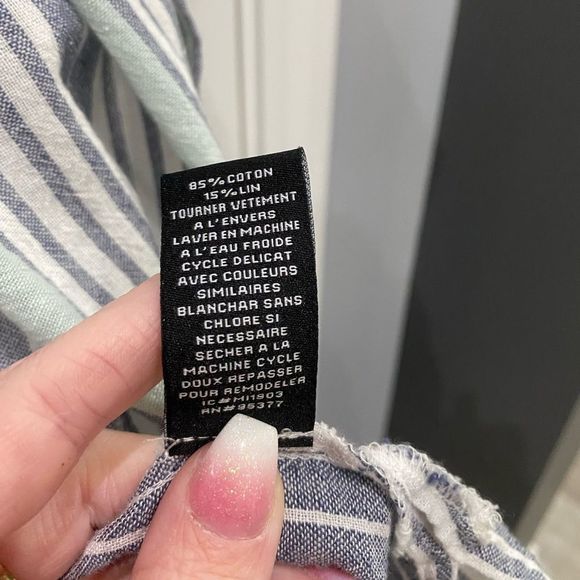 85% COTON
15% LIN
TOURNER VETEMENT
A L'ENVERS
LAVER EN MACHINE
A L'EAU FROIDE
CYCLE DELICAT
AVEC COULEURS
SIMILAIRES
BLANCHAR SANS
CHLORE SI
NECESSAIRE
SECHER A LA
MACHINE CYCLE
DOUX REPASSER
POUR REMODELER
IC#MI1903
RN#95377